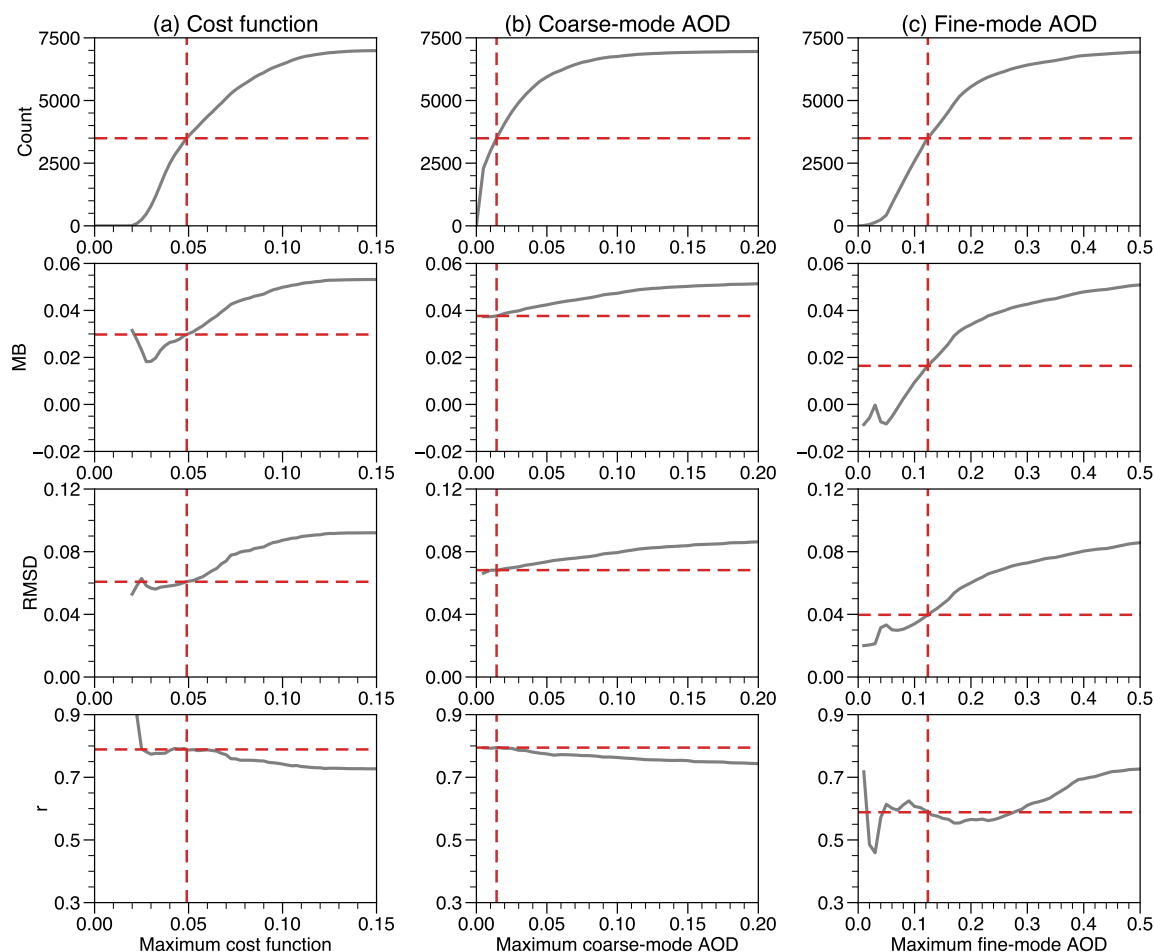 (a) Cost function
(b) Coarse-mode AOD
(c) Fine-mode AOD
7500
5000
2500
0
Count
0.00 0.05 0.10 0.15
7500
5000
2500
0
0.00 0.05 0.10 0.15 0.20
7500
5000
2500
0
0.0 0.1 0.2 0.3 0.4 0.5
0.06
0.04
0.02
0.00
−0.02
MB
0.00 0.05 0.10 0.15
0.06
0.04
0.02
0.00
−0.02
0.00 0.05 0.10 0.15 0.20
0.06
0.04
0.02
0.00
−0.02
0.0 0.1 0.2 0.3 0.4 0.5
0.12
0.08
0.04
0.00
RMSD
0.00 0.05 0.10 0.15
0.12
0.08
0.04
0.00
0.00 0.05 0.10 0.15 0.20
0.12
0.08
0.04
0.00
0.0 0.1 0.2 0.3 0.4 0.5
0.9
0.7
0.5
0.3
r
0.00 0.05 0.10 0.15
Maximum cost function
0.9
0.7
0.5
0.3
0.00 0.05 0.10 0.15 0.20
Maximum coarse-mode AOD
0.9
0.7
0.5
0.3
0.0 0.1 0.2 0.3 0.4 0.5
Maximum fine-mode AOD